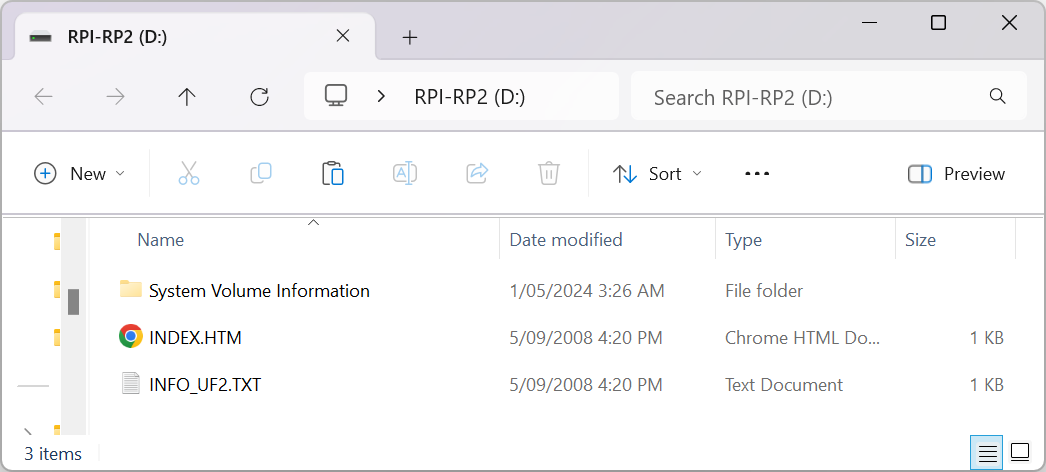 RPI-RP2 (D:)
RPI-RP2 (D:) Search RPI-RP2 (D:)
New Sort Preview
Name Date modified Type Size
System Volume Information 1/05/2024 3:26 AM File folder
INDEX.HTM 5/09/2008 4:20 PM Chrome HTML Do... 1 KB
INFO_UF2.TXT 5/09/2008 4:20 PM Text Document 1 KB
3 items